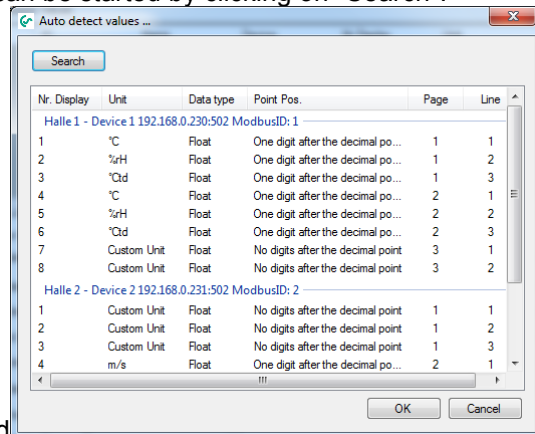 can be started by clicking on "Search".
Auto detect values ...
Search
Nr. Display Unit Data type Point Pos. Page Line
Halle 1 - Device 1 192.168.0.230:502 ModbusID: 1
1 °C Float One digit after the decimal po... 1 1
2 %rH Float One digit after the decimal po... 1 2
3 °Ctd Float One digit after the decimal po... 1 3
4 °C Float One digit after the decimal po... 2 1
5 %rH Float One digit after the decimal po... 2 2
6 °Ctd Float One digit after the decimal po... 2 3
7 Custom Unit Float No digits after the decimal point 3 1
8 Custom Unit Float No digits after the decimal point 3 2
Halle 2 - Device 2 192.168.0.231:502 ModbusID: 2
1 Custom Unit Float No digits after the decimal point 1 1
2 Custom Unit Float No digits after the decimal point 1 2
3 Custom Unit Float No digits after the decimal point 1 3
4 m/s Float One digit after the decimal po... 2 1
OK Cancel